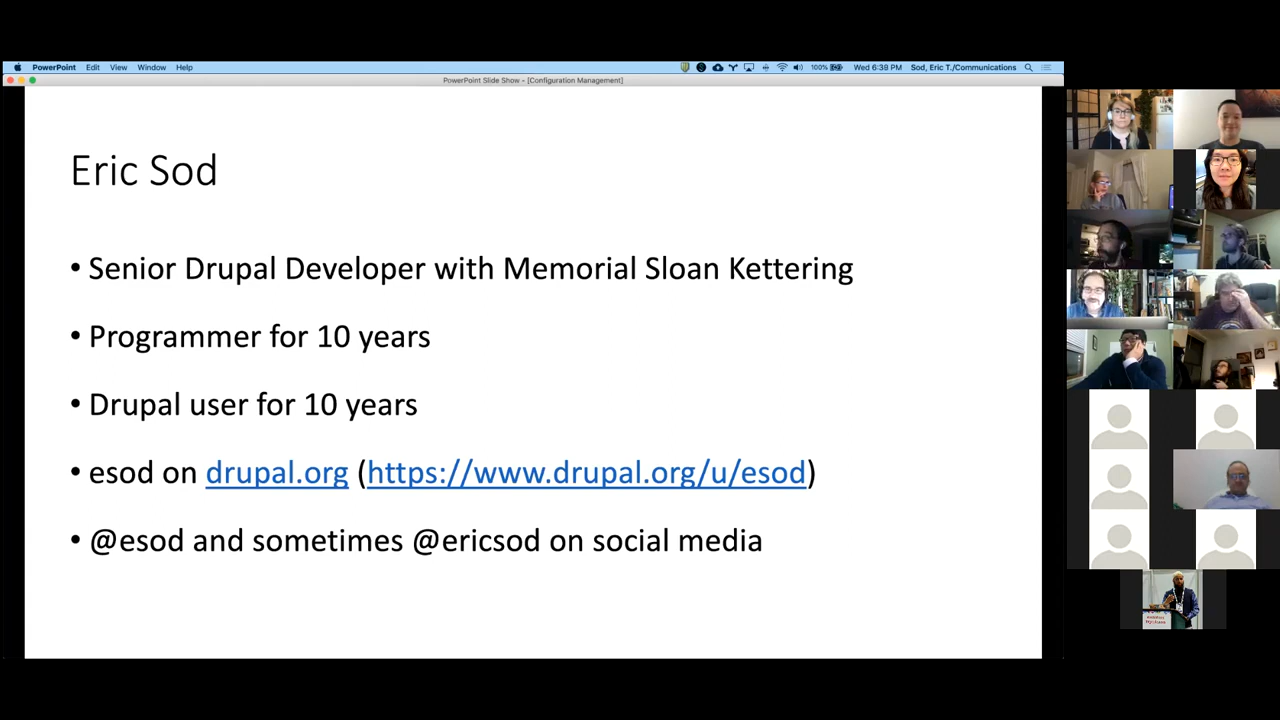 PowerPoint Edit View Window Help 100% Wed 6:38 PM Sod, Eric T./Communications
PowerPoint Slide Show - [Configuration Management]
Eric Sod
• Senior Drupal Developer with Memorial Sloan Kettering
• Programmer for 10 years
• Drupal user for 10 years
• esod on drupal.org (https://www.drupal.org/u/esod)
• @esod and sometimes @ericsod on social media